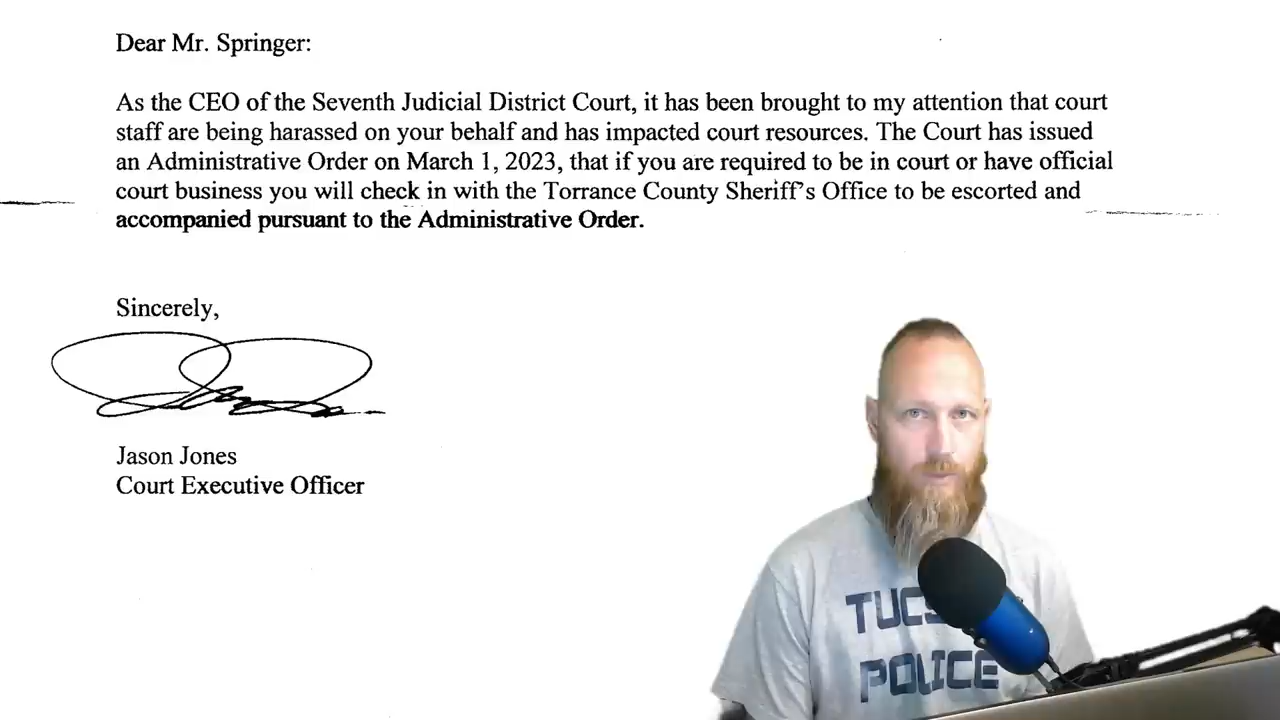 Dear Mr. Springer:
As the CEO of the Seventh Judicial District Court, it has been brought to my attention that court
staff are being harassed on your behalf and has impacted court resources. The Court has issued
an Administrative Order on March 1, 2023, that if you are required to be in court or have official
court business you will check in with the Torrance County Sheriff's Office to be escorted and
accompanied pursuant to the Administrative Order.
Sincerely,
Jason Jones
Court Executive Officer
POLICE